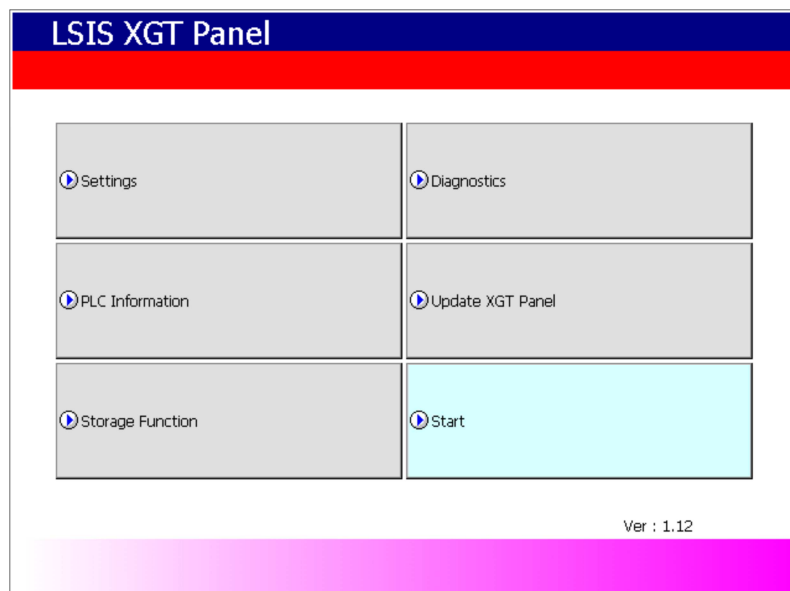 LSIS XGT Panel
Settings
Diagnostics
PLC Information
Update XGT Panel
Storage Function
Start
Ver : 1.12